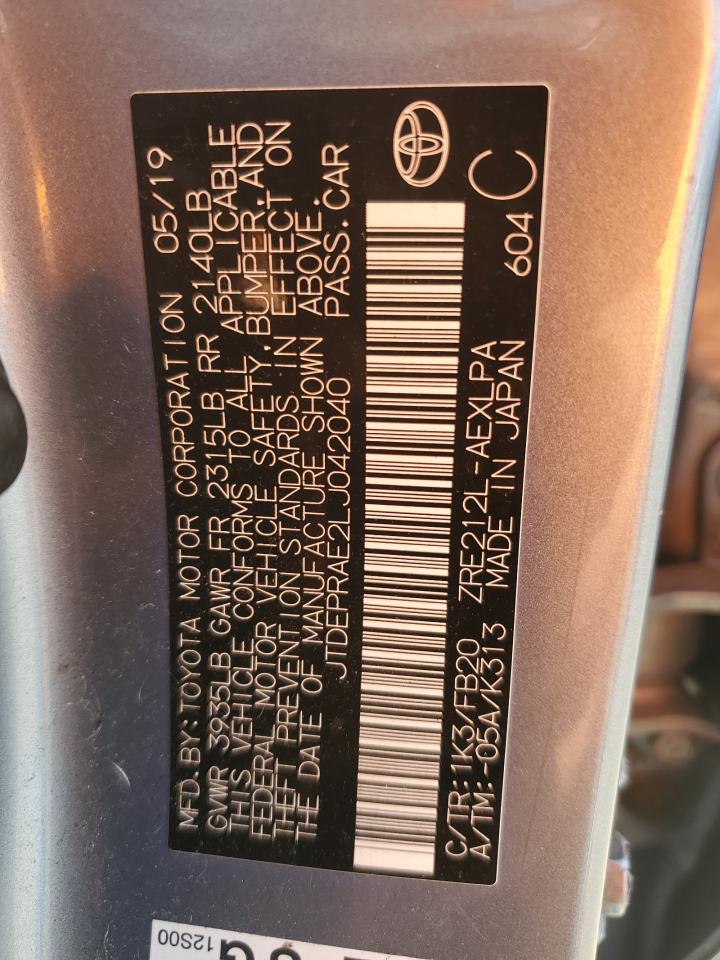 MFD.BY:TOYOTA MOTOR CORPORATION 05/19
GVWR 3935LB GAWR FR 2315LB RR 2140LB
THIS VEHICLE CONFORMS TO ALL APPLICABLE
FEDERAL MOTOR VEHICLE SAFETY,BUMPER,AND
THEFT PREVENTION STANDARDS IN EFFECT ON
THE DATE OF MANUFACTURE SHOWN ABOVE.
JTDEPRAE2LJ042040 PASS.CAR
C/TR:1K3/FB20 ZRE212L-AEXLPA 604
A/TM:-05A/K313 MADE IN JAPAN C
12S00